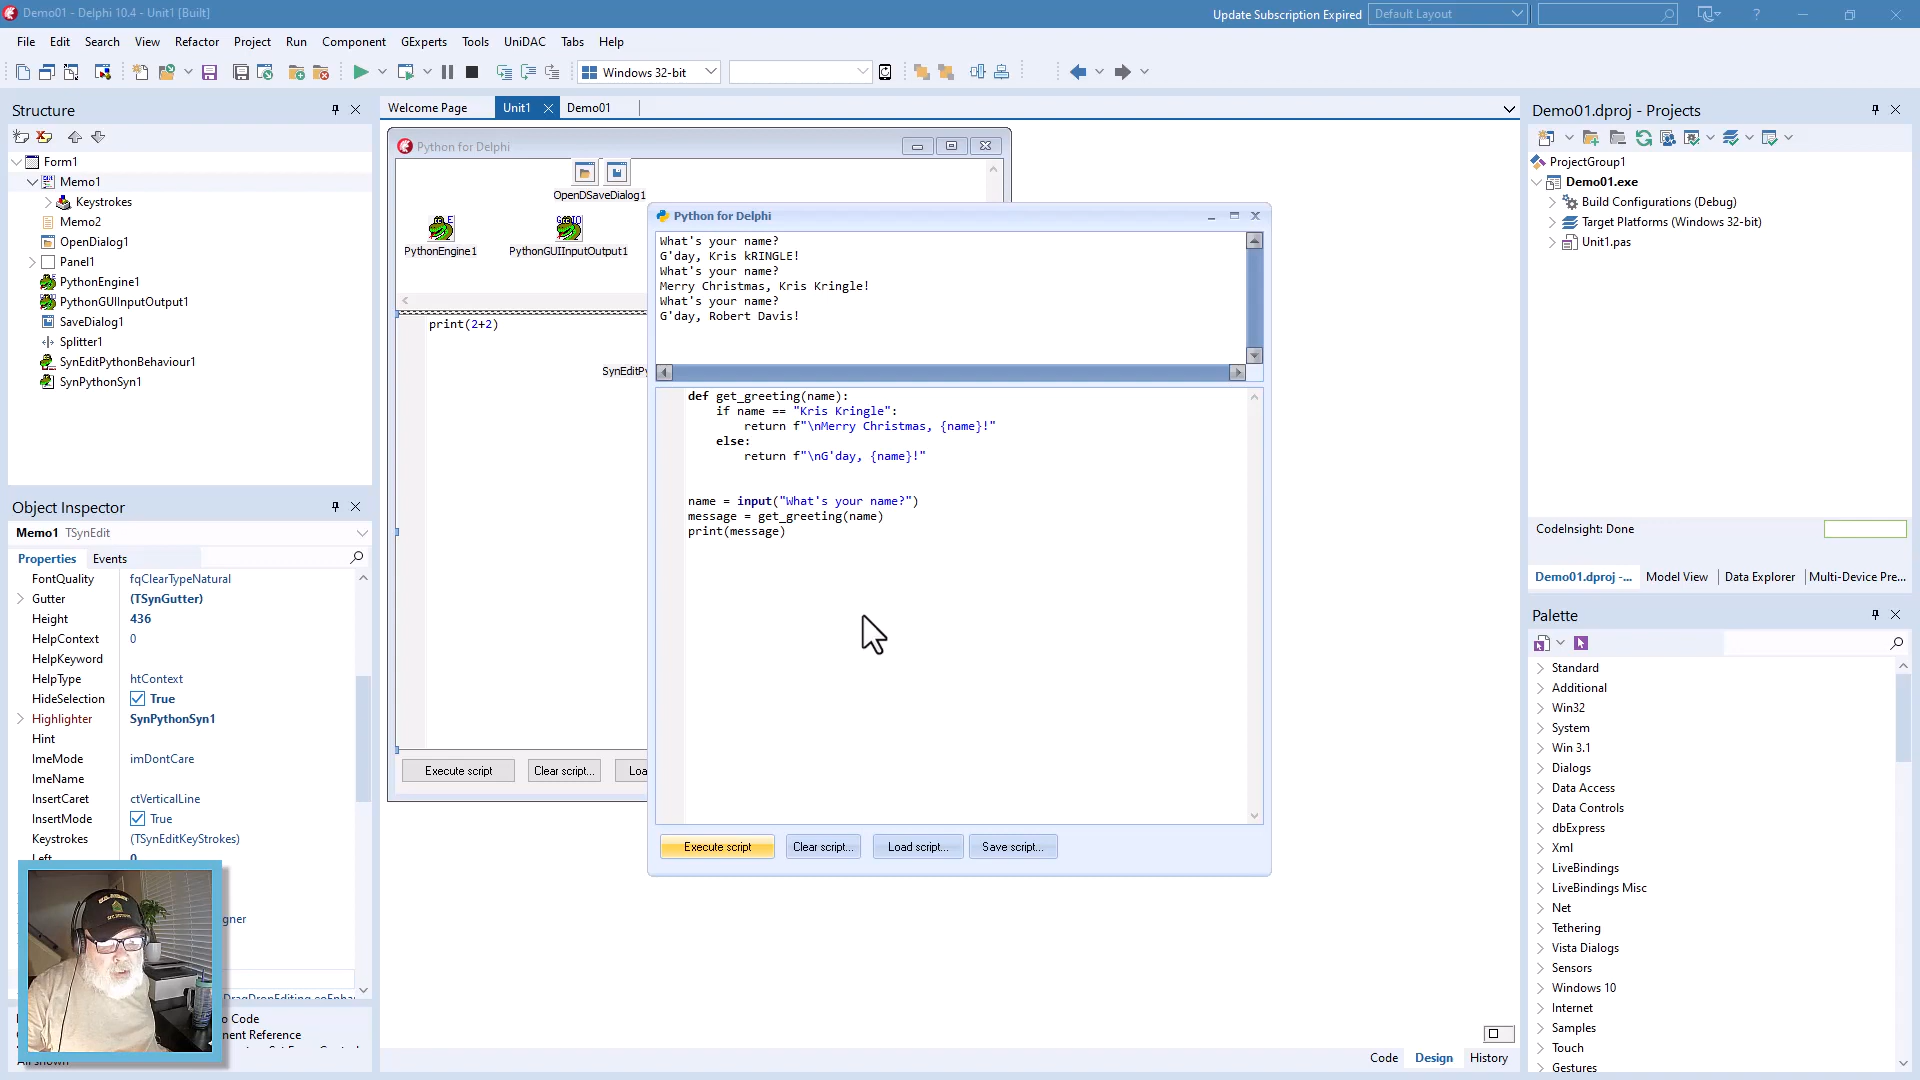 Demo01 - Delphi 10.4 - Unit1 [Built]
Update Subscription Expired
Default Layout
File Edit Search View Refactor Project Run Component GExperts Tools UniDAC Tabs Help
Windows 32-bit
Structure
Form1
Memo1
Keystrokes
Memo2
OpenDialog1
Panel1
PythonEngine1
PythonGUIInputOutput1
SaveDialog1
Splitter1
SynEditPythonBehaviour1
SynPythonSyn1
Object Inspector
Memo1 TSynEdit
Properties Events
FontQuality fqClearTypeNatural
Gutter (TSynGutter)
Height 436
HelpContext 0
HelpKeyword
HelpType htContext
HideSelection True
Highlighter SynPythonSyn1
Hint
ImeMode imDontCare
ImeName
InsertCaret ctVerticalLine
InsertMode True
Keystrokes (TSynEditKeyStrokes)
Left 0
Welcome Page Unit1 Demo01
Python for Delphi
OpenDSaveDialog1
PythonEngine1 PythonGUIInputOutput1
print(2+2)
SynEditPy
Execute script Clear script... Loa
Python for Delphi
What's your name?
G'day, Kris kRINGLE!
What's your name?
Merry Christmas, Kris Kringle!
What's your name?
G'day, Robert Davis!
def get_greeting(name):
if name == "Kris Kringle":
return f"\nMerry Christmas, {name}!"
else:
return f"\nG'day, {name}!"
name = input("What's your name?")
message = get_greeting(name)
print(message)
Execute script Clear script... Load script... Save script...
Code Design History
Demo01.dproj - Projects
ProjectGroup1
Demo01.exe
Build Configurations (Debug)
Target Platforms (Windows 32-bit)
Unit1.pas
CodeInsight: Done
Demo01.dproj -... Model View Data Explorer Multi-Device Pre...
Palette
Standard
Additional
Win32
System
Win 3.1
Dialogs
Data Access
Data Controls
dbExpress
Xml
LiveBindings
LiveBindings Misc
Net
Tethering
Vista Dialogs
Sensors
Windows 10
Internet
Samples
Touch
Gestures